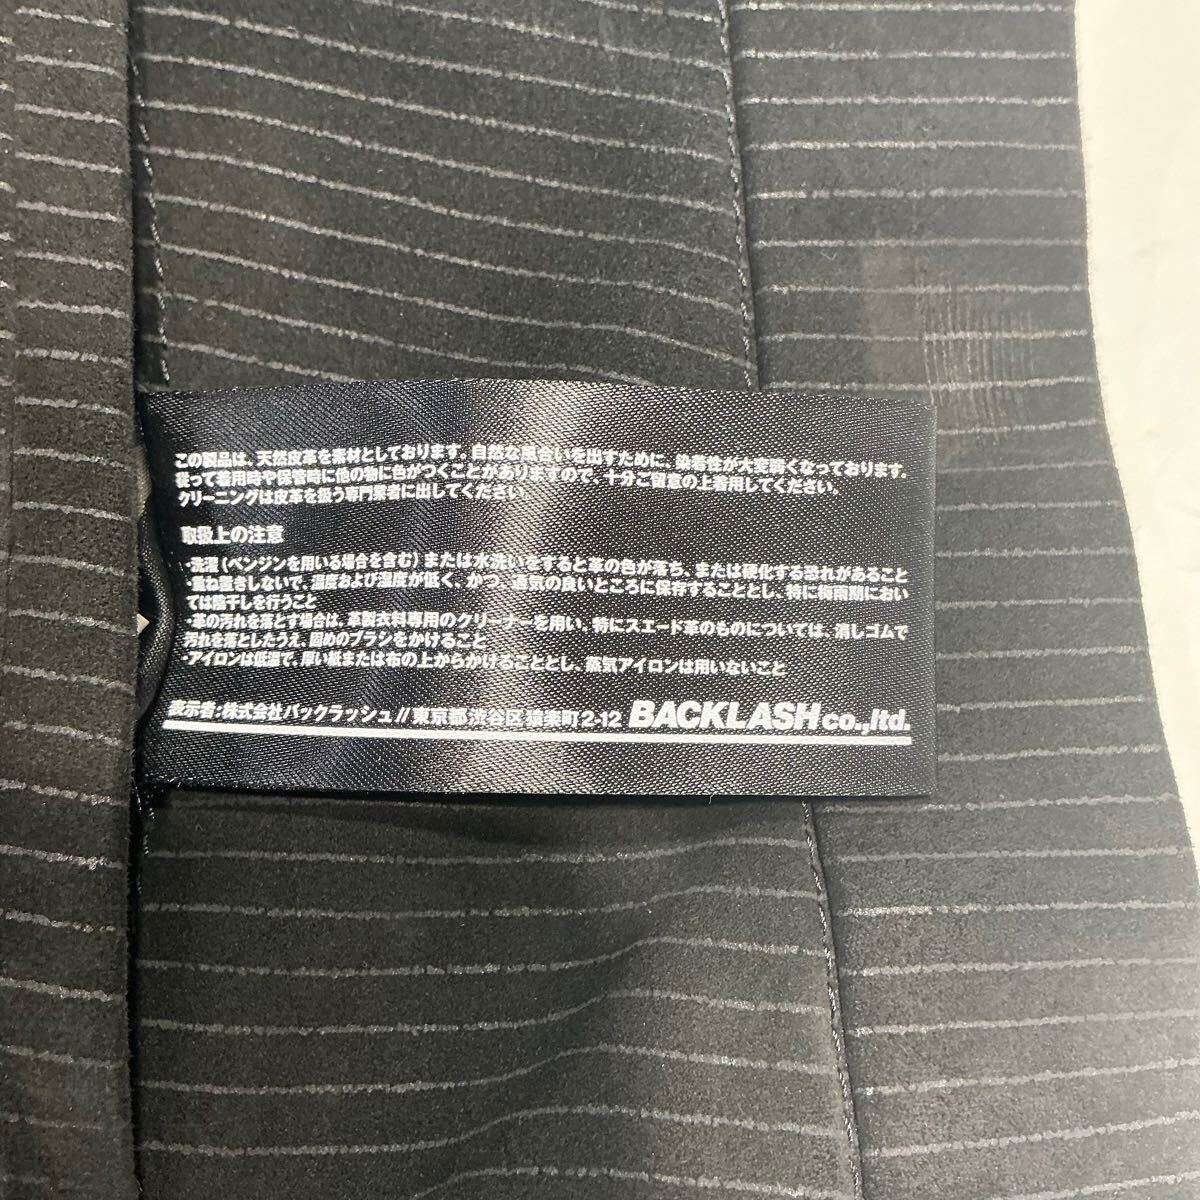 この製品は、天然皮革を素材としております。自然な風合いを出すために、染着性が大変弱くなっております。
従って着用時や保管時に他の物に色がつくことがありますので、十分ご留意の上着用してください。
クリーニングは皮革を扱う専門業者に出してください。
取扱上の注意
・洗濯(ベンジンを用いる場合を含む)または水洗いをすると革の色が落ち、または硬化する恐れがあること
・重ね置きしないで、温度および湿度が低く、かつ、通気の良いところに保存することとし、特に梅雨期におい
ては陰干しを行うこと
・革の汚れを落とす場合は、革製衣料専用のクリーナーを用い、特にスエード革のものについては、消しゴムで
汚れを落としたうえ、固めのブラシをかけること
・アイロンは低温で、厚い紙または布の上からかけることとし、蒸気アイロンは用いないこと
表示者:株式会社バックラッシュ//東京都渋谷区猿楽町2-12 BACKLASH co.,ltd.